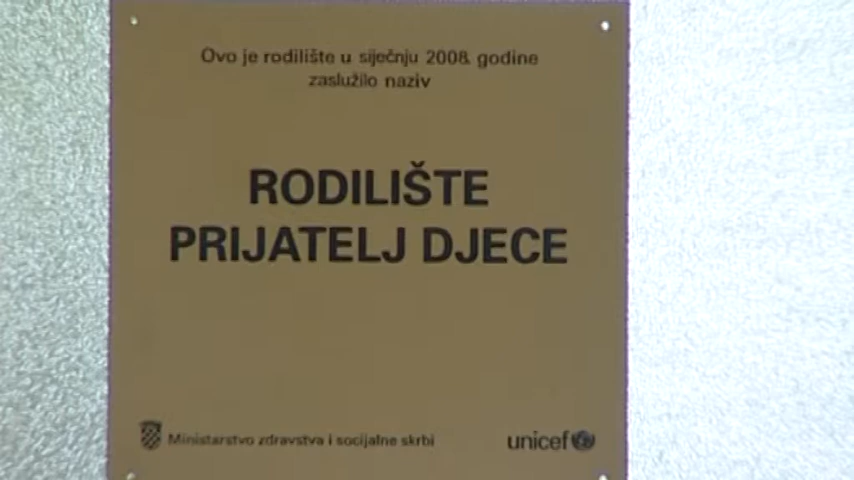 Ovo je rodilište u siječnju 2008. godine
zaslužilo naziv
RODILIŠTE
PRIJATELJ DJECE
Ministarstvo zdravstva i socijalne skrbi
unicef